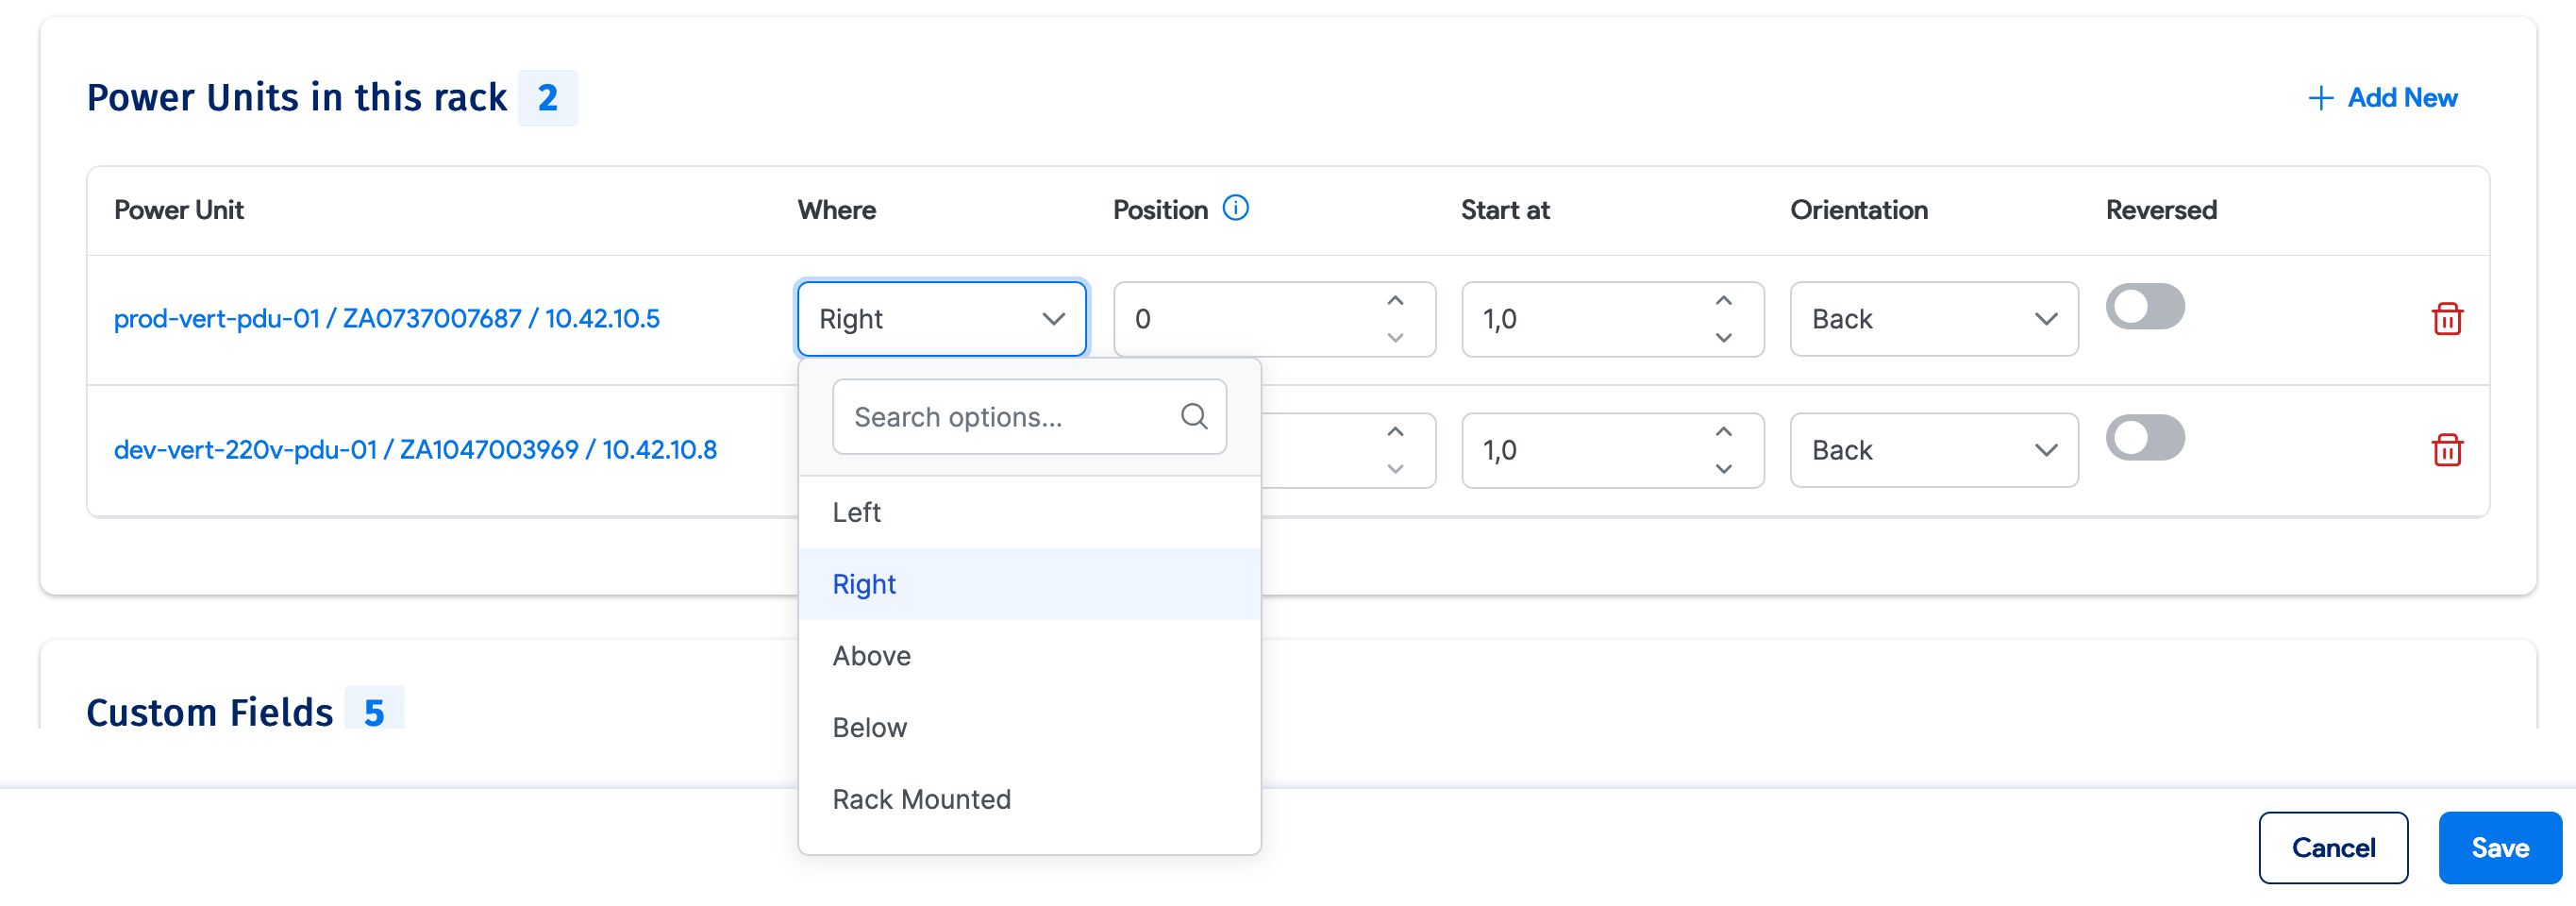 Power Units in this rack 2
Add New
Power Unit Where Position Start at Orientation Reversed
prod-vert-pdu-01 / ZA0737007687 / 10.42.10.5 Right 0 1,0 Back
Search options...
dev-vert-220v-pdu-01 / ZA1047003969 / 10.42.10.8 1,0 Back
Left
Right
Above
Below
Rack Mounted
Custom Fields 5
Cancel Save